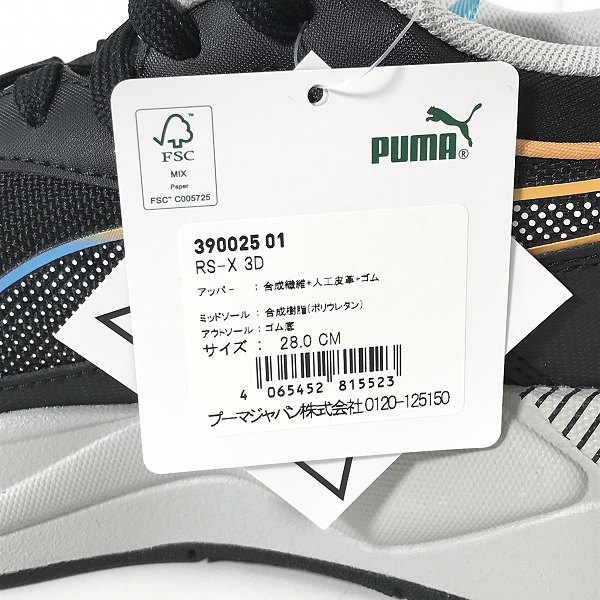 FSC™
MIX
Paper
FSC™ C005725
PUMA®
390025 01
RS-X 3D
アッパー : 合成繊維+人工皮革+ゴム
ミッドソール : 合成樹脂(ポリウレタン)
アウトソール : ゴム底
サイズ : 28.0 CM
4 065452 815523
プーマジャパン株式会社0120-125150